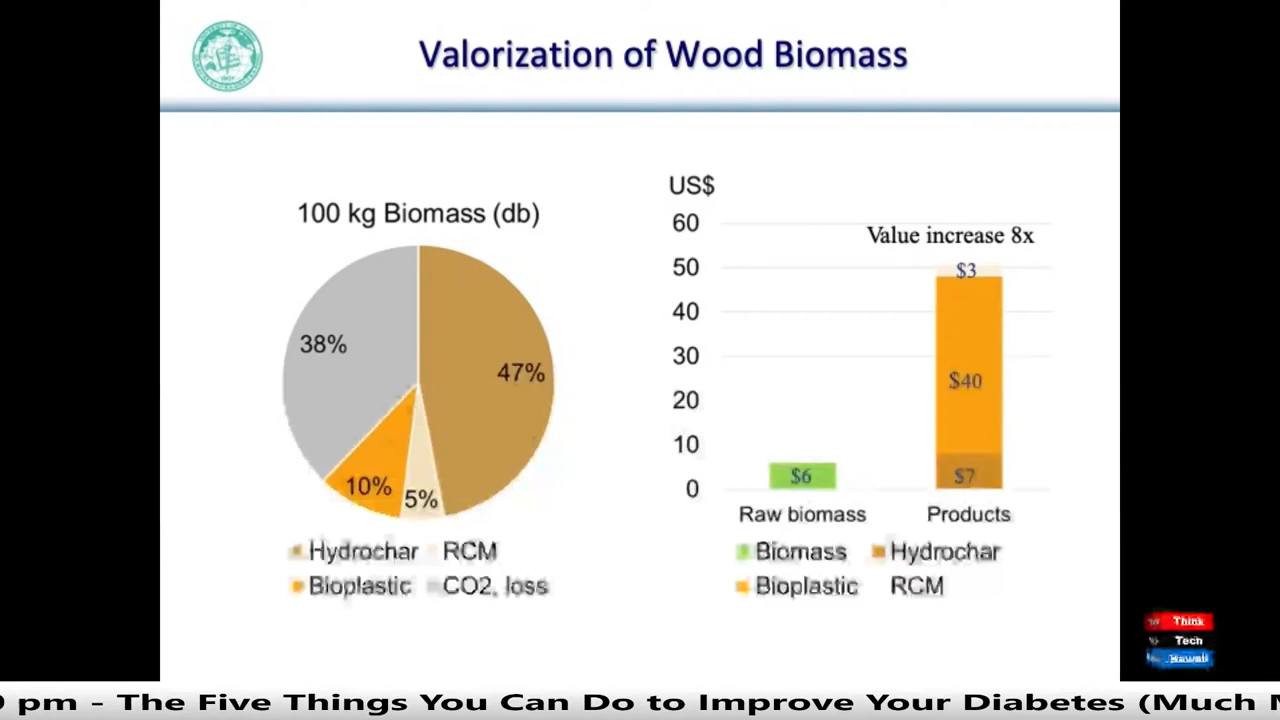 Valorization of Wood Biomass
100 kg Biomass (db)
38%
47%
10%
5%
Hydrochar RCM
Bioplastic CO2, loss
US$
60
50
40
30
20
10
0
Value increase 8x
$3
$40
$7
$6
Raw biomass Products
Biomass Hydrochar
Bioplastic RCM
Think
Tech
Hawaii
pm - The Five Things You Can Do to Improve Your Diabetes (Much